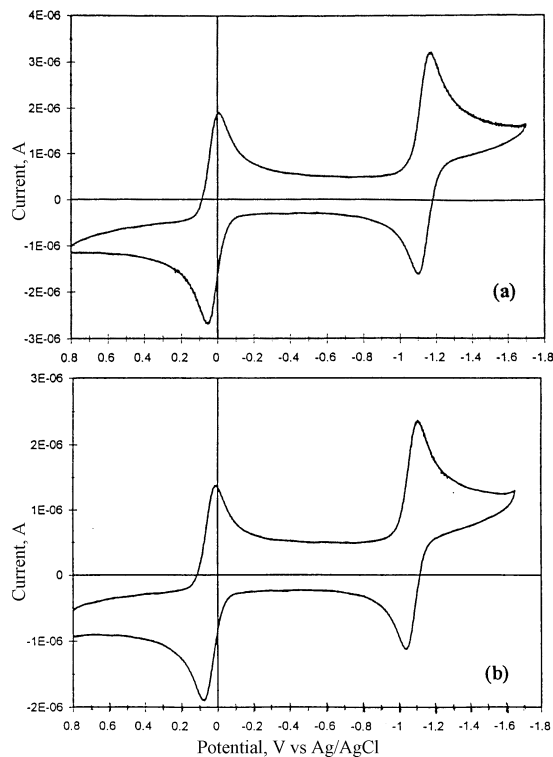 4E-06
3E-06
2E-06
1E-06
0
-1E-06
-2E-06
-3E-06
Current, A
(a)
0.8 0.6 0.4 0.2 0 -0.2 -0.4 -0.6 -0.8 -1 -1.2 -1.4 -1.6 -1.8
3E-06
2E-06
1E-06
0
-1E-06
-2E-06
Current, A
(b)
0.8 0.6 0.4 0.2 0 -0.2 -0.4 -0.6 -0.8 -1 -1.2 -1.4 -1.6 -1.8
Potential, V vs Ag/AgCl